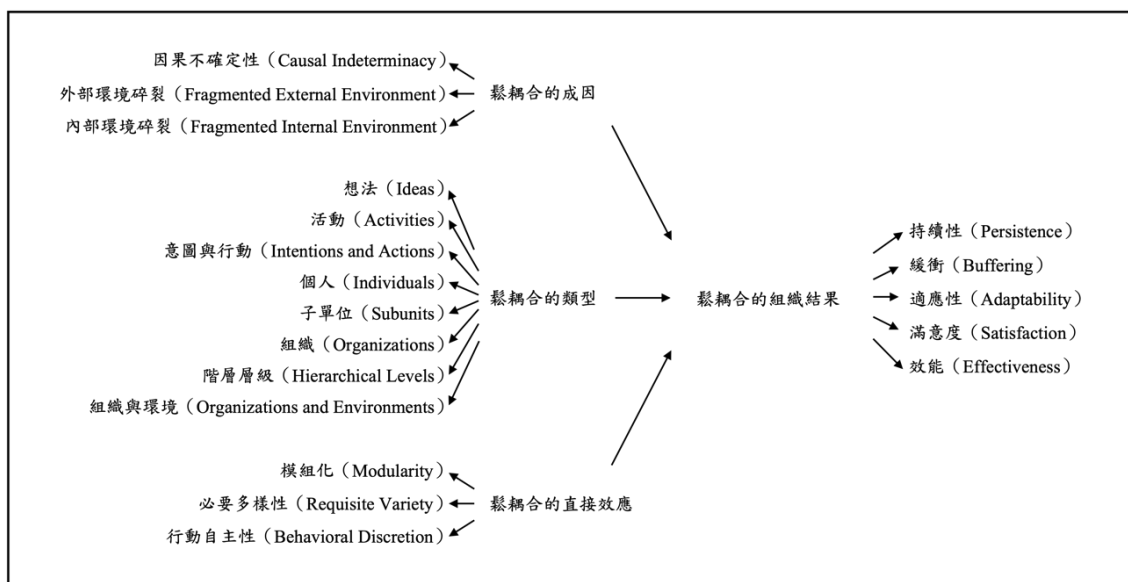 因果不確定性（Causal Indeterminacy）
外部環境碎裂（Fragmented External Environment）
內部環境碎裂（Fragmented Internal Environment）
鬆耦合的成因
想法（Ideas）
活動（Activities）
意圖與行動（Intentions and Actions）
個人（Individuals）
子單位（Subunits）
組織（Organizations）
階層層級（Hierarchical Levels）
組織與環境（Organizations and Environments）
鬆耦合的類型
模組化（Modularity）
必要多樣性（Requisite Variety）
行動自主性（Behavioral Discretion）
鬆耦合的直接效應
鬆耦合的組織結果
持續性（Persistence）
緩衝（Buffering）
適應性（Adaptability）
滿意度（Satisfaction）
效能（Effectiveness）